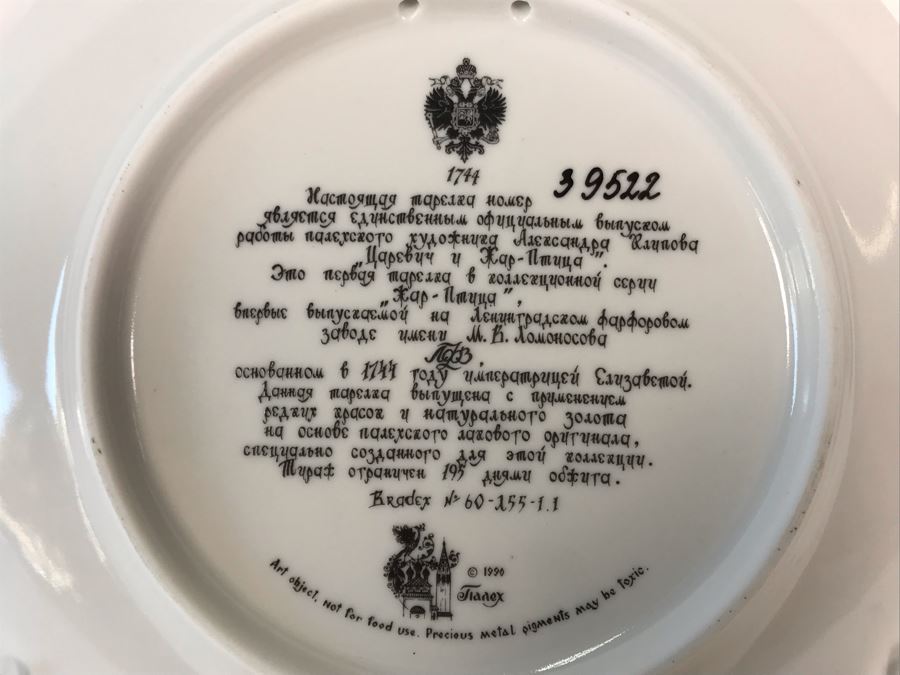 1744
Настоящая тарелка номер 39522
является единственным официальным выпуском
работы палехского художника Александра Клипова
„Царевич и Жар-Птица”.
Это первая тарелка в коллекционной серии
„Жар-Птица”,
впервые выпускаемой на Ленинградском фарфоровом
заводе имени М.В.Ломоносова
основанном в 1744 году императрицей Елизаветой.
Данная тарелка выпущена с применением
редких красок и натурального золота
на основе палехского лакового оригинала,
специально созданного для этой коллекции.
Тираж ограничен 195 днями обжига.
Bradex № 60-Л55-1.1
© 1990
Палех
Art object. Not for food use. Precious metal pigments may be toxic.